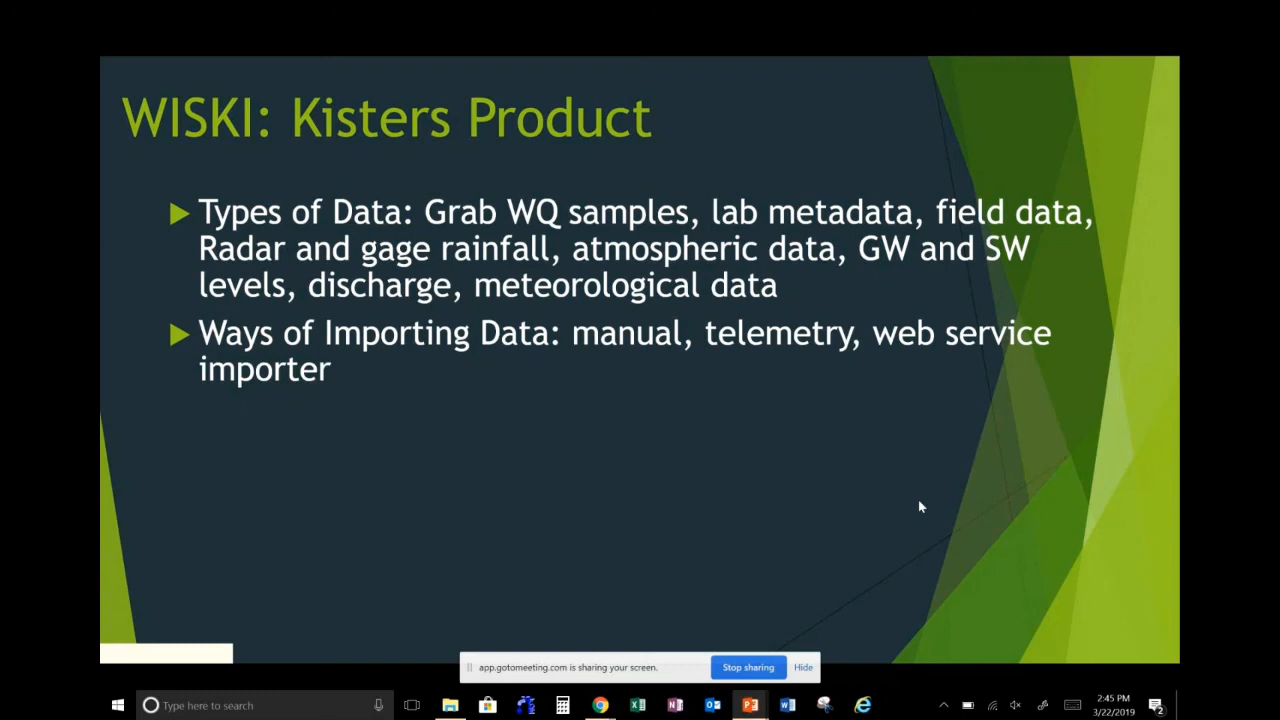 WISKI: Kisters Product
Types of Data: Grab WQ samples, lab metadata, field data,
Radar and gage rainfall, atmospheric data, GW and SW
levels, discharge, meteorological data
Ways of Importing Data: manual, telemetry, web service
importer
app.gotomeeting.com is sharing your screen.
Stop sharing
Hide
Type here to search
2:45 PM
3/22/2019
2